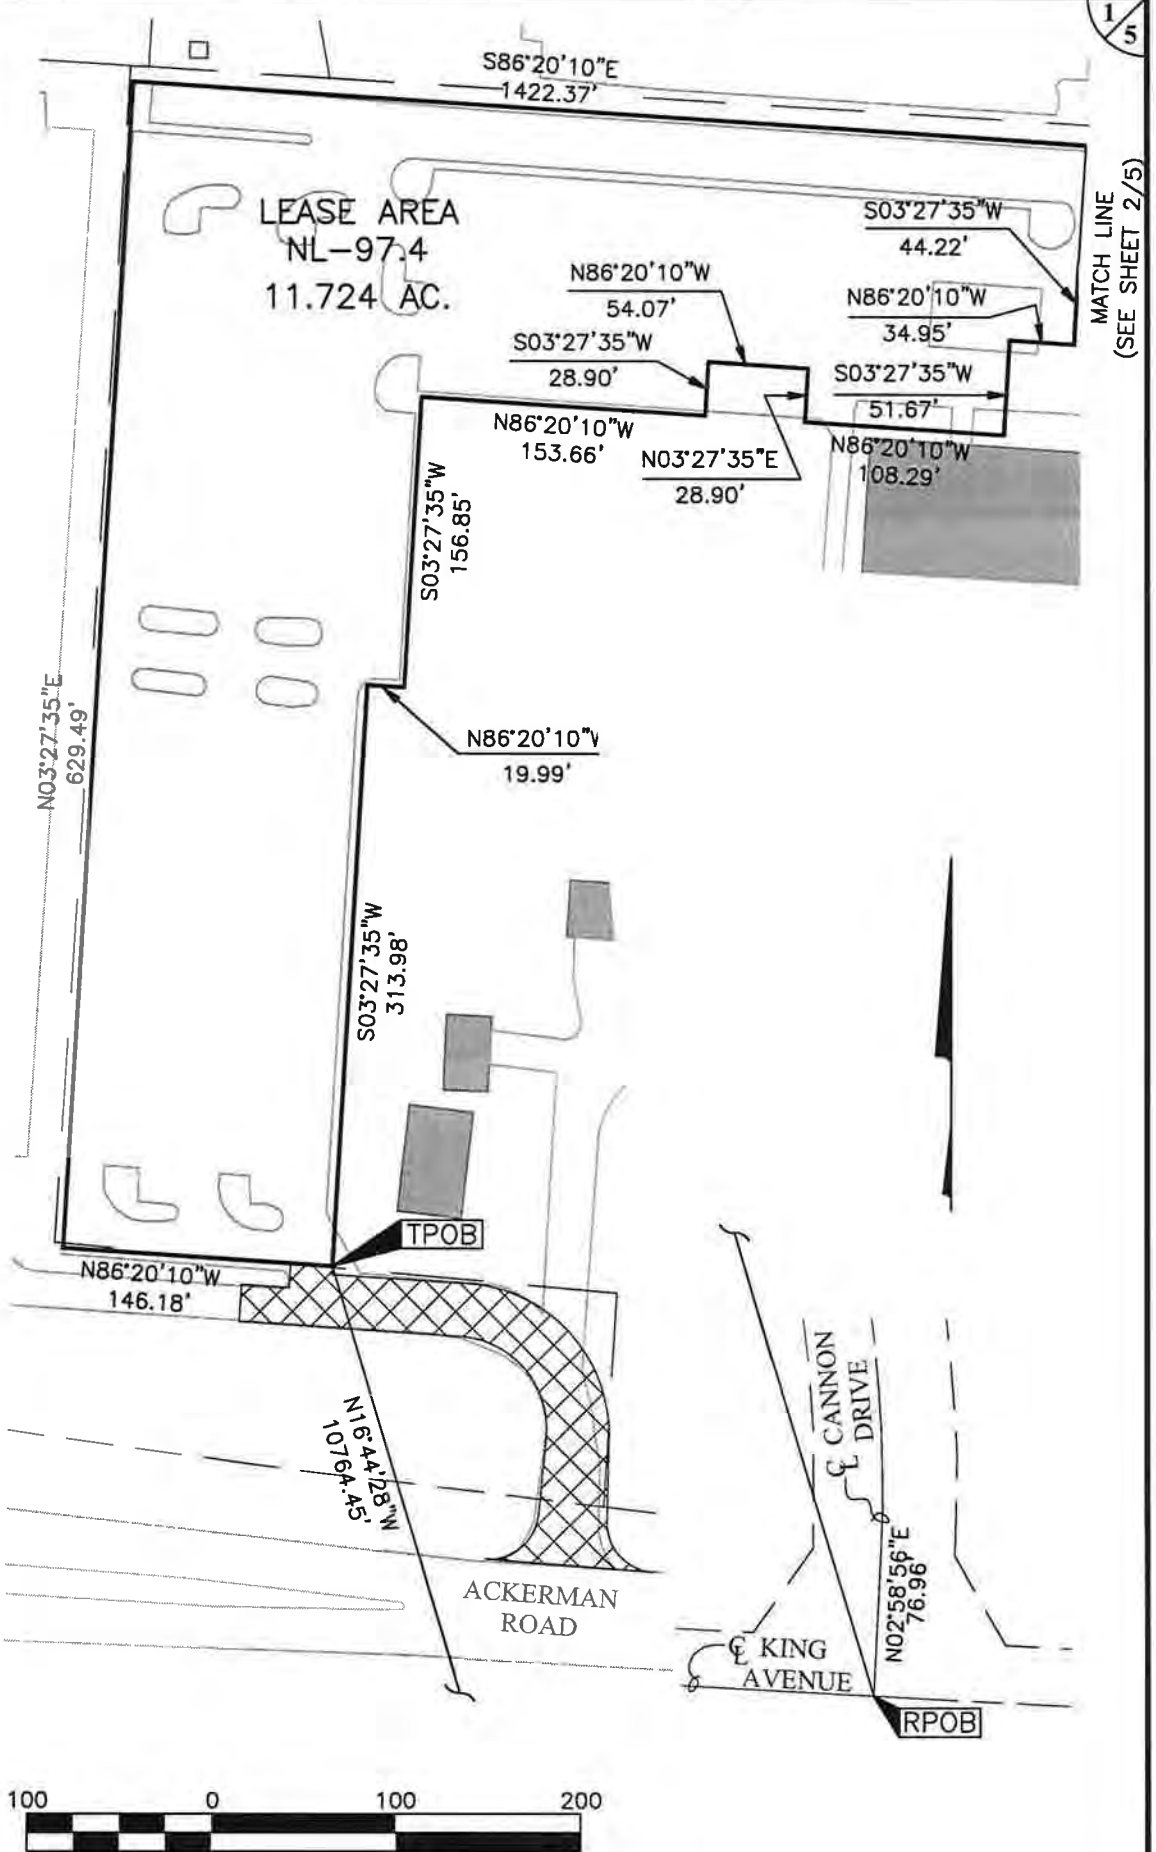 1
5
S86°20'10"E
1422.37'
MATCH LINE
(SEE SHEET 2/5)
LEASE AREA
NL-97.4
11.724 AC.
S03°27'35"W
44.22'
N86°20'10"W
54.07'
N86°20'10"W
34.95'
S03°27'35"W
28.90'
S03°27'35"W
51.67'
N86°20'10"W
153.66'
N03°27'35"E
28.90'
N86°20'10"W
108.29'
S03°27'35"W
156.85'
N03°27'35"E
629.49'
N86°20'10"W
19.99'
S03°27'35"W
313.98'
TPOB
N86°20'10"W
146.18'
N16°44'28"W
10764.45'
℄ CANNON
DRIVE
N02°58'56"E
76.96'
ACKERMAN
ROAD
℄ KING
AVENUE
RPOB
100 0 100 200